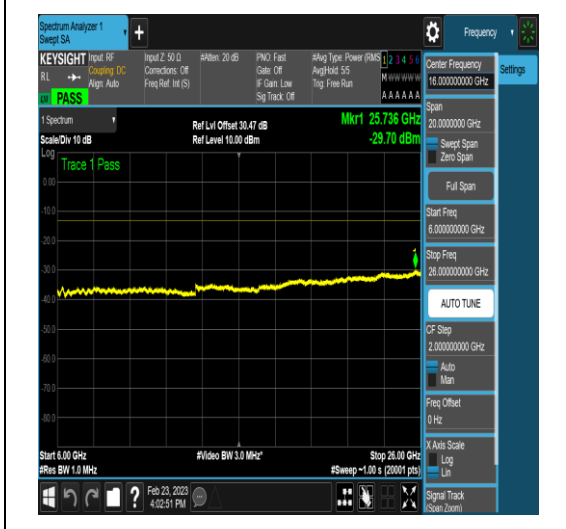 Spectrum Analyzer 1
Swept SA
Frequency
KEYSIGHT
RL
Input: RF
Coupling: DC
Align: Auto
Input Z: 50 Ω
Corrections: Off
Freq Ref: Int (S)
#Atten: 20 dB
PNO: Fast
Gate: Off
IF Gain: Low
Sig Track: Off
#Avg Type: Power (RMS)
Avg|Hold: 5/5
Trig: Free Run
1 2 3 4 5 6
M W W W W W
A A A A A A
PASS
1 Spectrum
Scale/Div 10 dB
Log
Ref Lvl Offset 30.47 dB
Ref Level 10.00 dBm
Mkr1 25.736 GHz
-29.70 dBm
Trace 1 Pass
0.00
-10.0
-20.0
-30.0
-40.0
-50.0
-60.0
-70.0
-80.0
1
Start 6.00 GHz
#Res BW 1.0 MHz
#Video BW 3.0 MHz*
Stop 26.00 GHz
#Sweep ~1.00 s (20001 pts)
Feb 23, 2023
4:02:51 PM
Center Frequency
16.000000000 GHz
Settings
Span
20.0000000 GHz
Swept Span
Zero Span
Full Span
Start Freq
6.000000000 GHz
Stop Freq
26.000000000 GHz
AUTO TUNE
CF Step
2.000000000 GHz
Auto
Man
Freq Offset
0 Hz
X Axis Scale
Log
Lin
Signal Track
(Span Zoom)